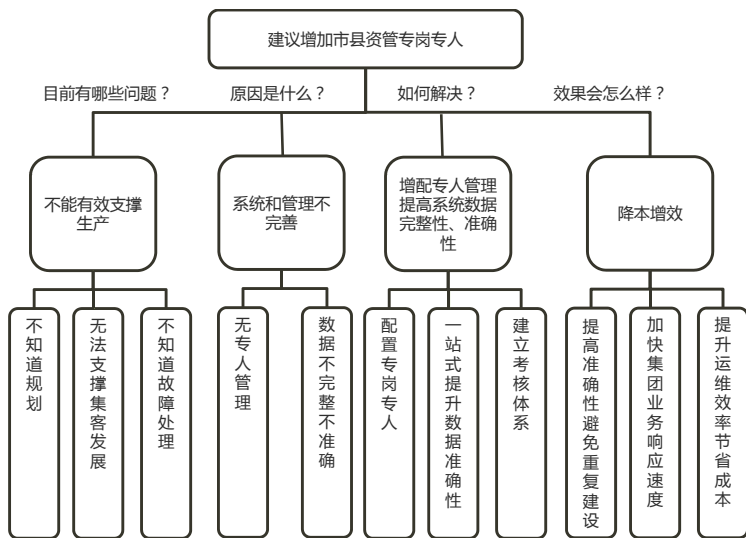 建议增加市县资管专岗专人
目前有哪些问题？
原因是什么？
如何解决？
效果会怎么样？
不能有效支撑
生产
系统和管理不
完善
增配专人管理
提高系统数据
完整性、准确
性
降本增效
不知道规划
无法支撑集客发展
不知道故障处理
无专人管理
数据不完整不准确
配置专岗专人
一站式提升数据准确性
建立考核体系
提高准确性避免重复建设
加快集团业务响应速度
提升运维效率节省成本